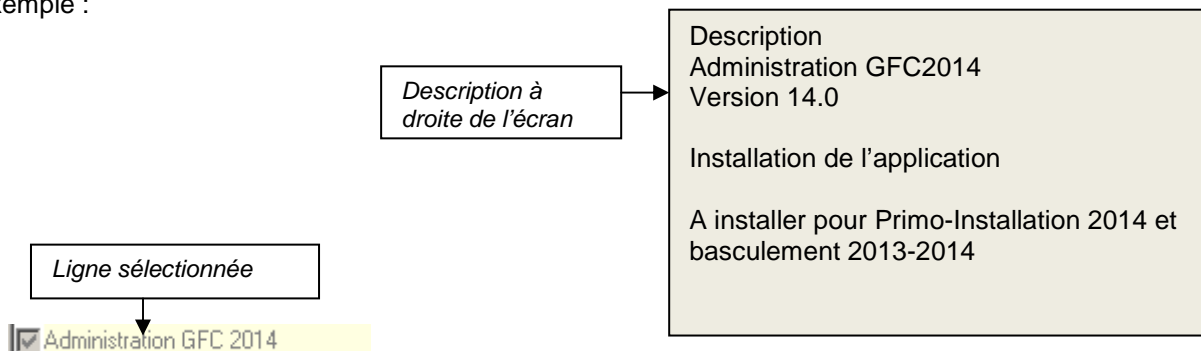 Description
Administration GFC2014
Version 14.0
Installation de l'application
A installer pour Primo-Installation 2014 et
basculement 2013-2014
Description à
droite de l'écran
Ligne sélectionnée
Administration GFC 2014